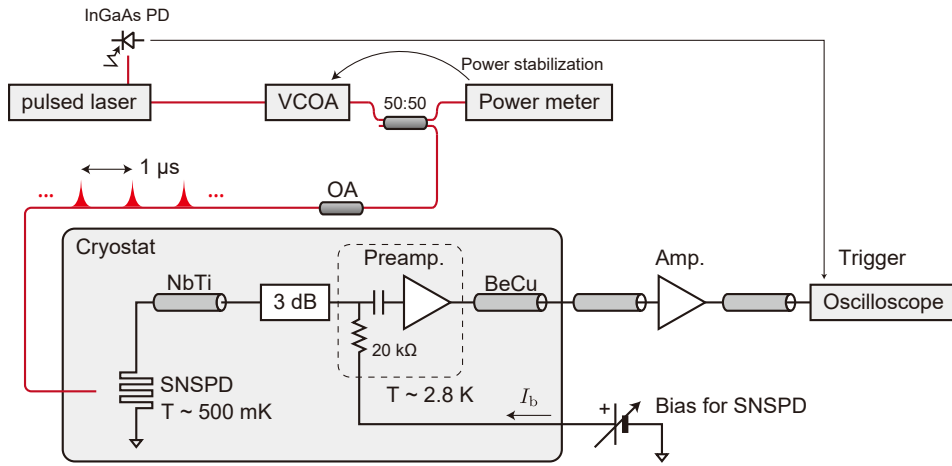 InGaAs PD
pulsed laser
VCOA
50:50
Power stabilization
Power meter
... 1 µs ...
OA
Cryostat
NbTi
3 dB
Preamp.
20 kΩ
BeCu
Amp.
Trigger
Oscilloscope
SNSPD
T ~ 500 mK
T ~ 2.8 K
I_b
+
Bias for SNSPD